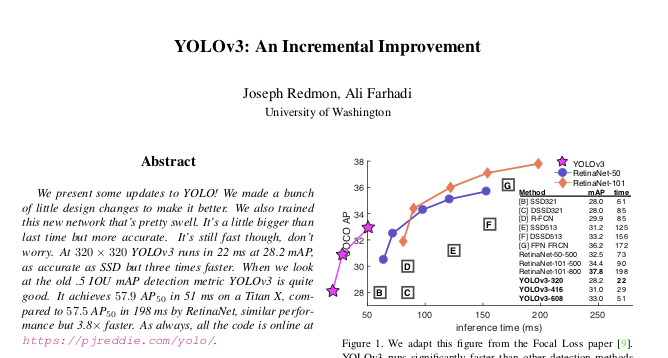 YOLOv3: An Incremental Improvement
Joseph Redmon, Ali Farhadi
University of Washington
Abstract
We present some updates to YOLO! We made a bunch
of little design changes to make it better. We also trained
this new network that's pretty swell. It's a little bigger than
last time but more accurate. It's still fast though, don't
worry. At 320 × 320 YOLOv3 runs in 22 ms at 28.2 mAP,
as accurate as SSD but three times faster. When we look
at the old .5 IOU mAP detection metric YOLOv3 is quite
good. It achieves 57.9 AP50 in 51 ms on a Titan X, com-
pared to 57.5 AP50 in 198 ms by RetinaNet, similar perfor-
mance but 3.8× faster. As always, all the code is online at
https://pjreddie.com/yolo/.
38
36
34
32
30
28
COCO AP
B
C
D
E
F
G
50 100 150 200 250
inference time (ms)
YOLOv3
RetinaNet-50
RetinaNet-101
Method mAP time
[B] SSD321 28.0 61
[C] DSSD321 28.0 85
[D] R-FCN 29.9 85
[E] SSD513 31.2 125
[F] DSSD513 33.2 156
[G] FPN FRCN 36.2 172
RetinaNet-50-500 32.5 73
RetinaNet-101-500 34.4 90
RetinaNet-101-800 37.8 198
YOLOv3-320 28.2 22
YOLOv3-416 31.0 29
YOLOv3-608 33.0 51
Figure 1. We adapt this figure from the Focal Loss paper [9].
YOLOv3 runs significantly faster than other detection methods